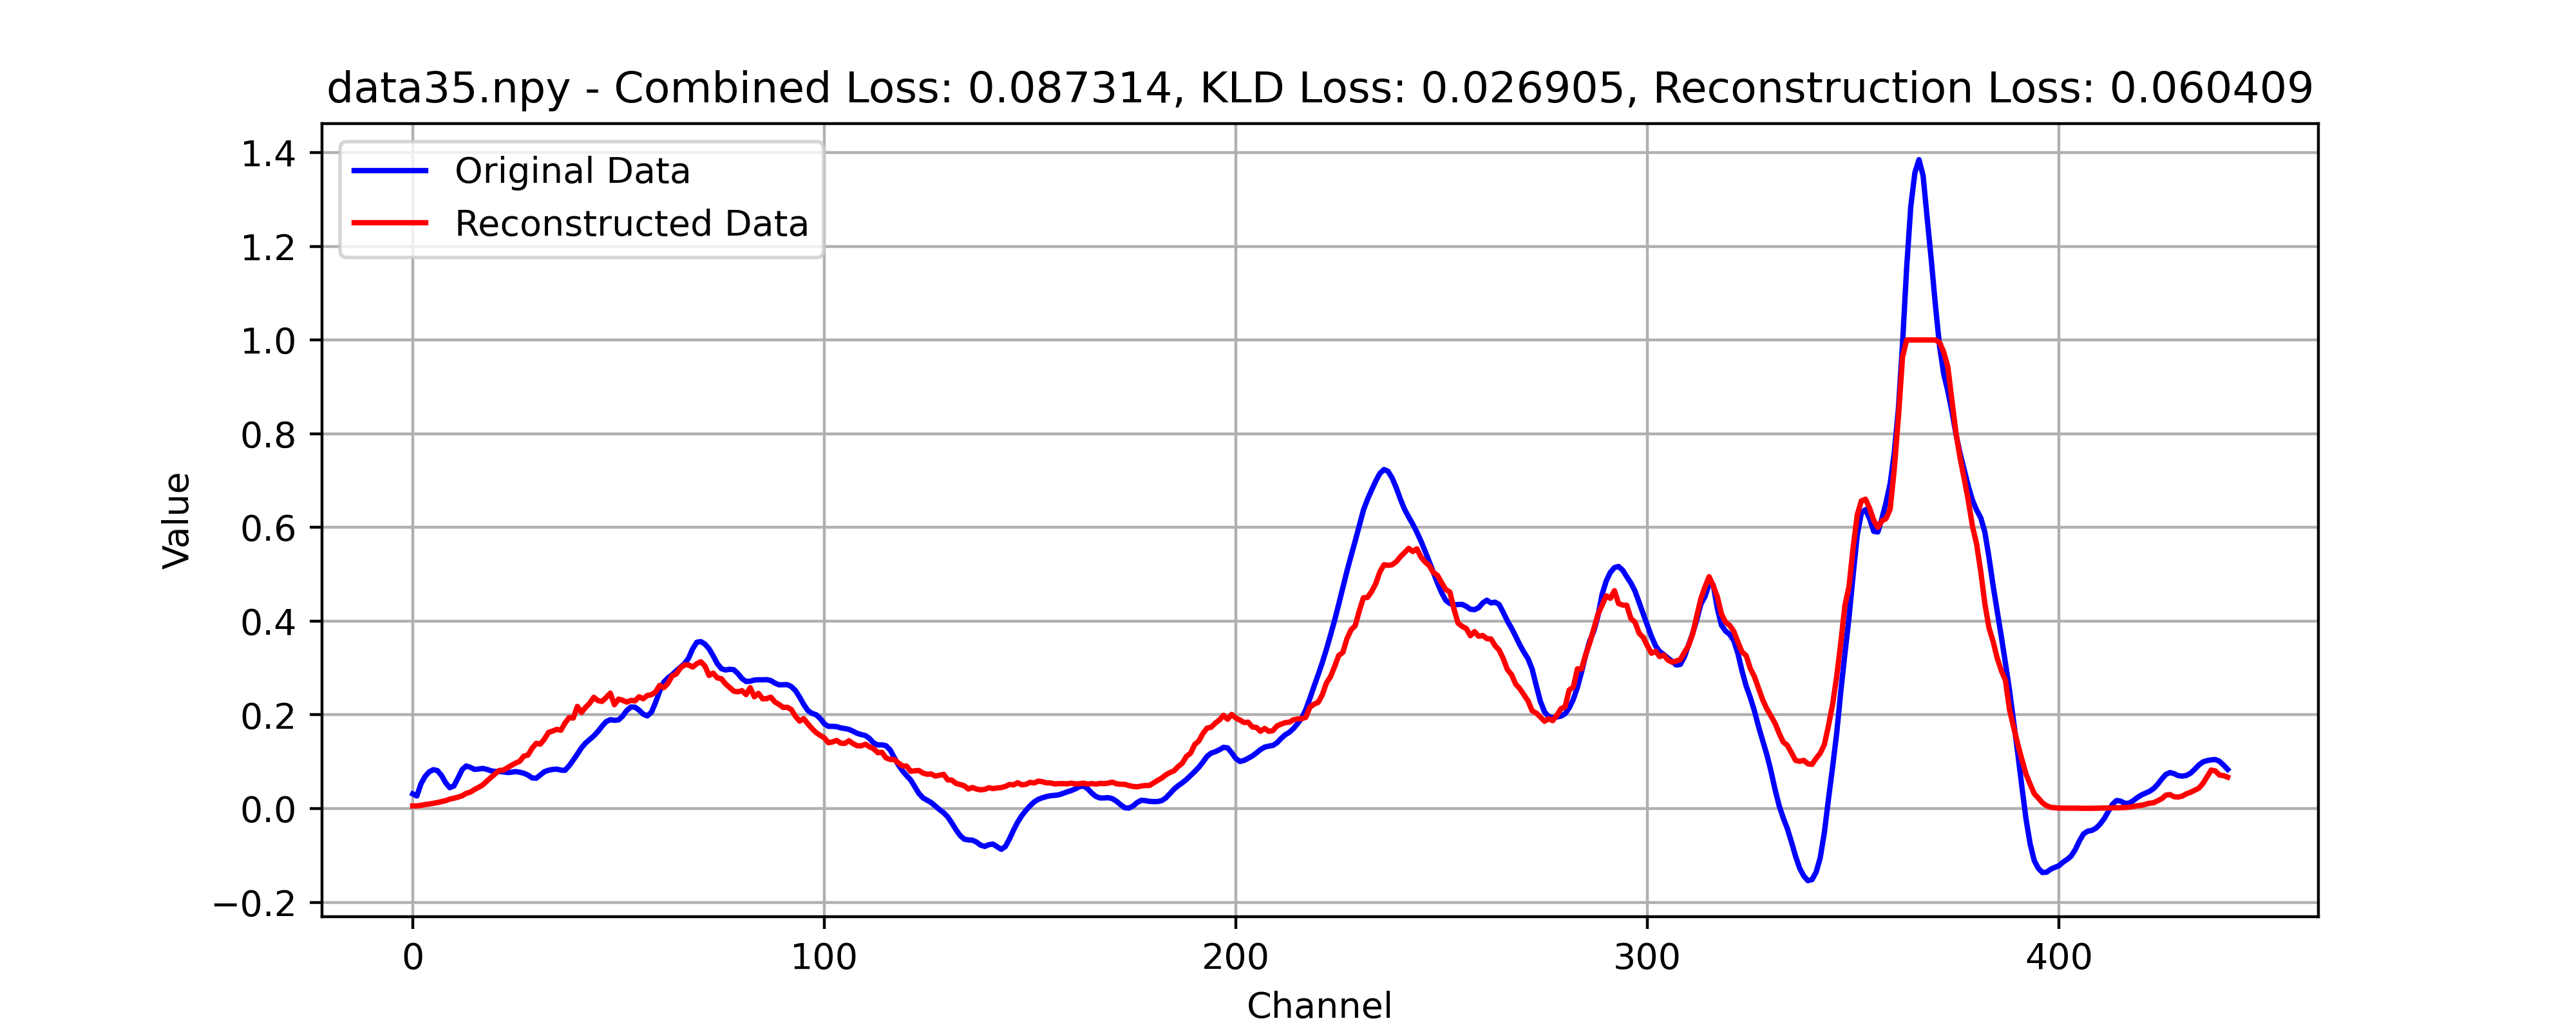 data35.npy - Combined Loss: 0.087314, KLD Loss: 0.026905, Reconstruction Loss: 0.060409
Original Data
Reconstructed Data
1.4
1.2
1.0
0.8
0.6
0.4
0.2
0.0
−0.2
Value
0
100
200
300
400
Channel